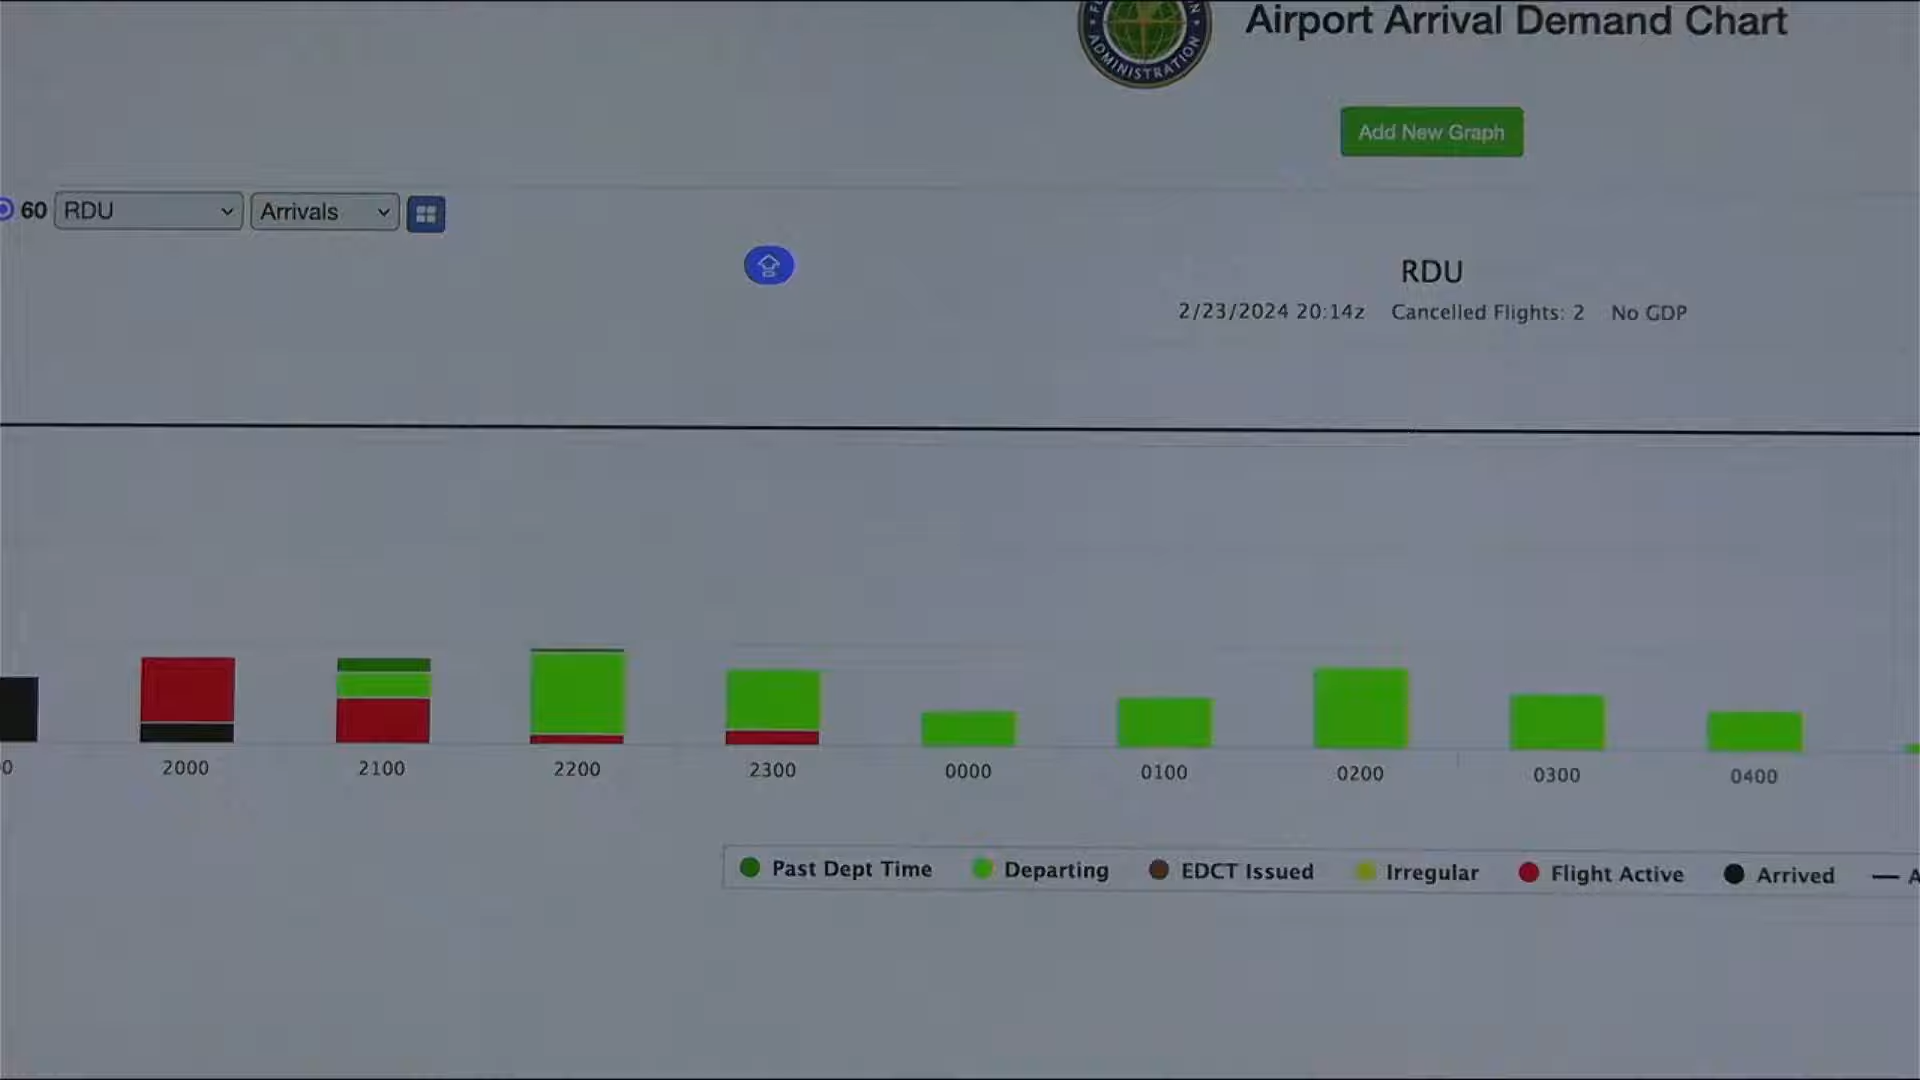 ADMINISTRATION
Airport Arrival Demand Chart
Add New Graph
60 RDU Arrivals
RDU
2/23/2024 20:14z Cancelled Flights: 2 No GDP
2000 2100 2200 2300 0000 0100 0200 0300 0400
Past Dept Time Departing EDCT Issued Irregular Flight Active Arrived